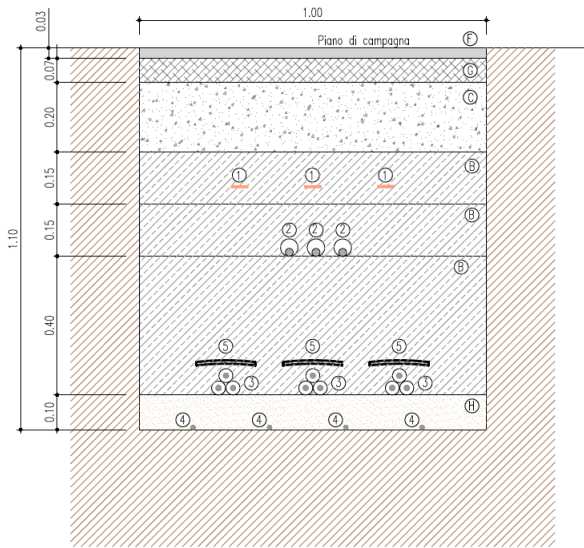 1.00
0.03
Piano di campagna F
0.07 G
C
0.20
B
0.15 1 1 1
B
1.10 0.15 2 2 2
B
0.40
5 5 5
3 3 3
H
0.10 4 4 4 4